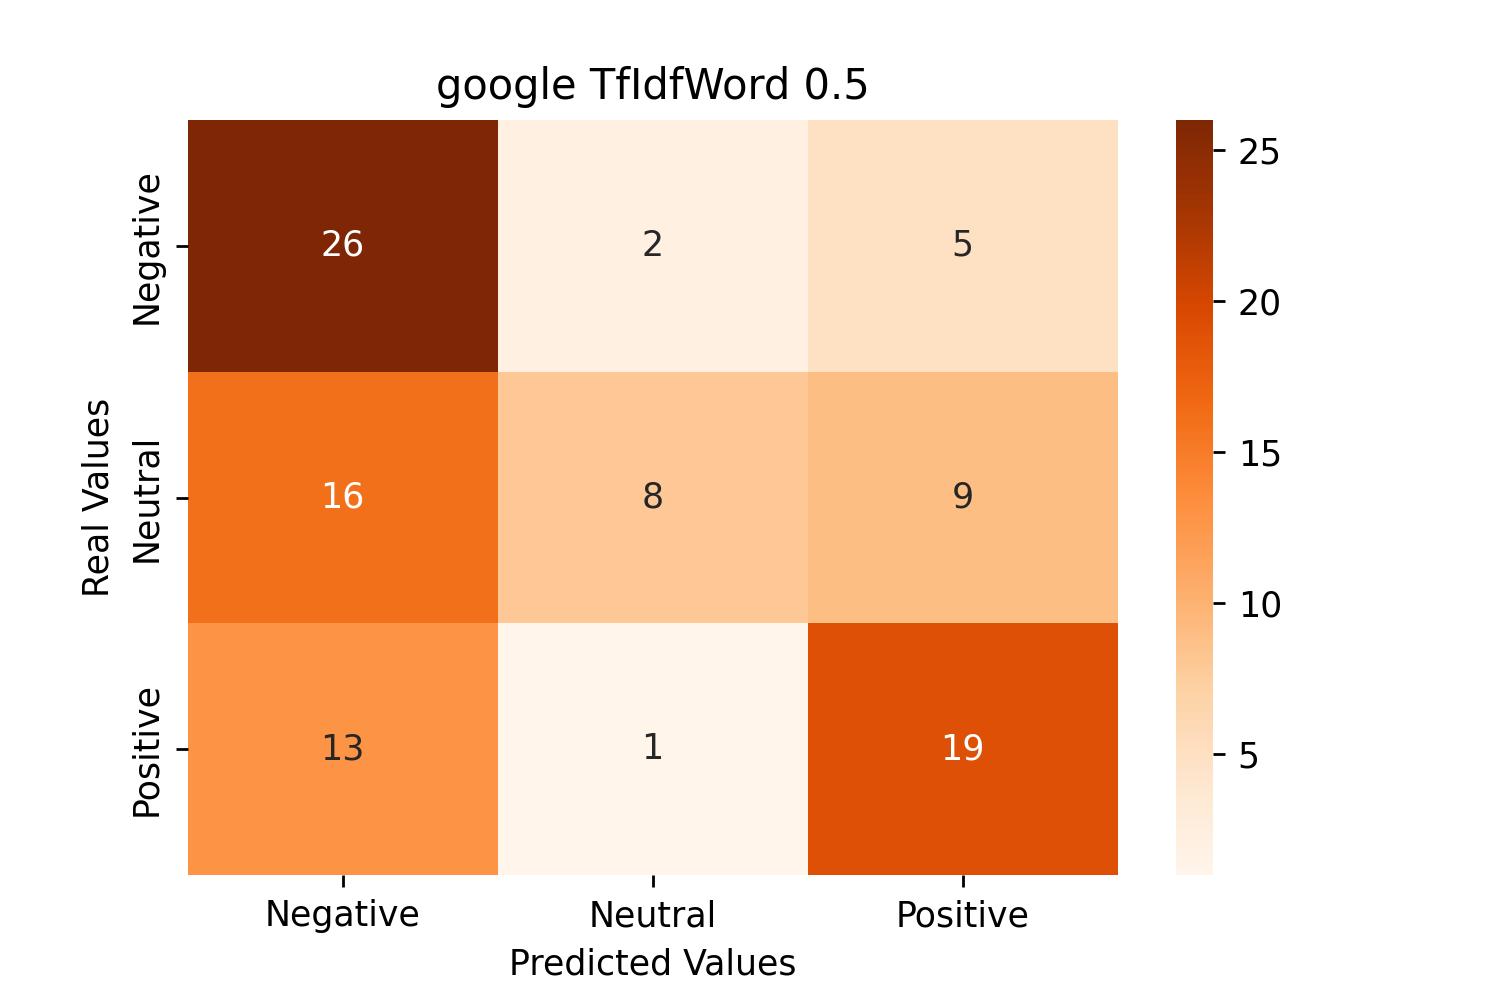 google TfIdfWord 0.5
Real Values
Negative
26 2 5
Neutral
16 8 9
Positive
13 1 19
Negative Neutral Positive
Predicted Values
25
20
15
10
5